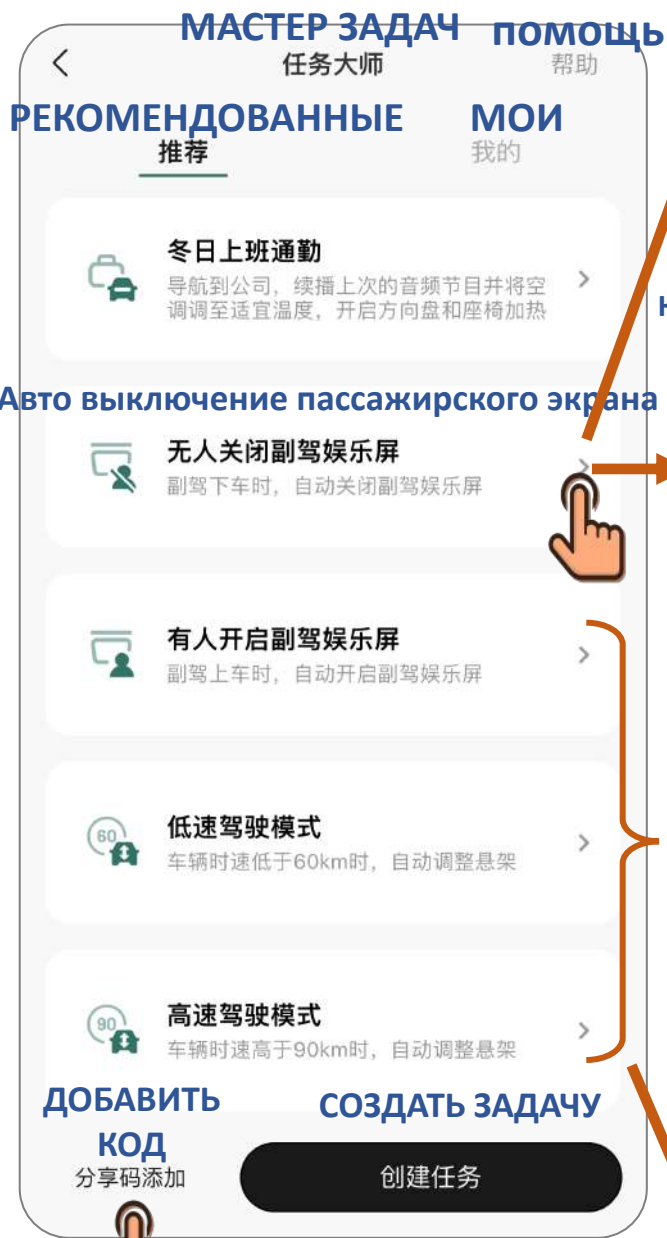 МАСТЕР ЗАДАЧ
ПОМОЩЬ
任务大师
帮助
РЕКОМЕНДОВАННЫЕ
МОИ
推荐
我的
冬日上班通勤
导航到公司，续播上次的音频节目并将空
调调至适宜温度，开启方向盘和座椅加热
Авто выключение пассажирского экрана
无人关闭副驾娱乐屏
副驾下车时，自动关闭副驾娱乐屏
有人开启副驾娱乐屏
副驾上车时，自动开启副驾娱乐屏
60
低速驾驶模式
车辆时速低于60km时，自动调整悬架
90
高速驾驶模式
车辆时速高于90km时，自动调整悬架
ДОБАВИТЬ
КОД
СОЗДАТЬ ЗАДАЧУ
分享码添加
创建任务